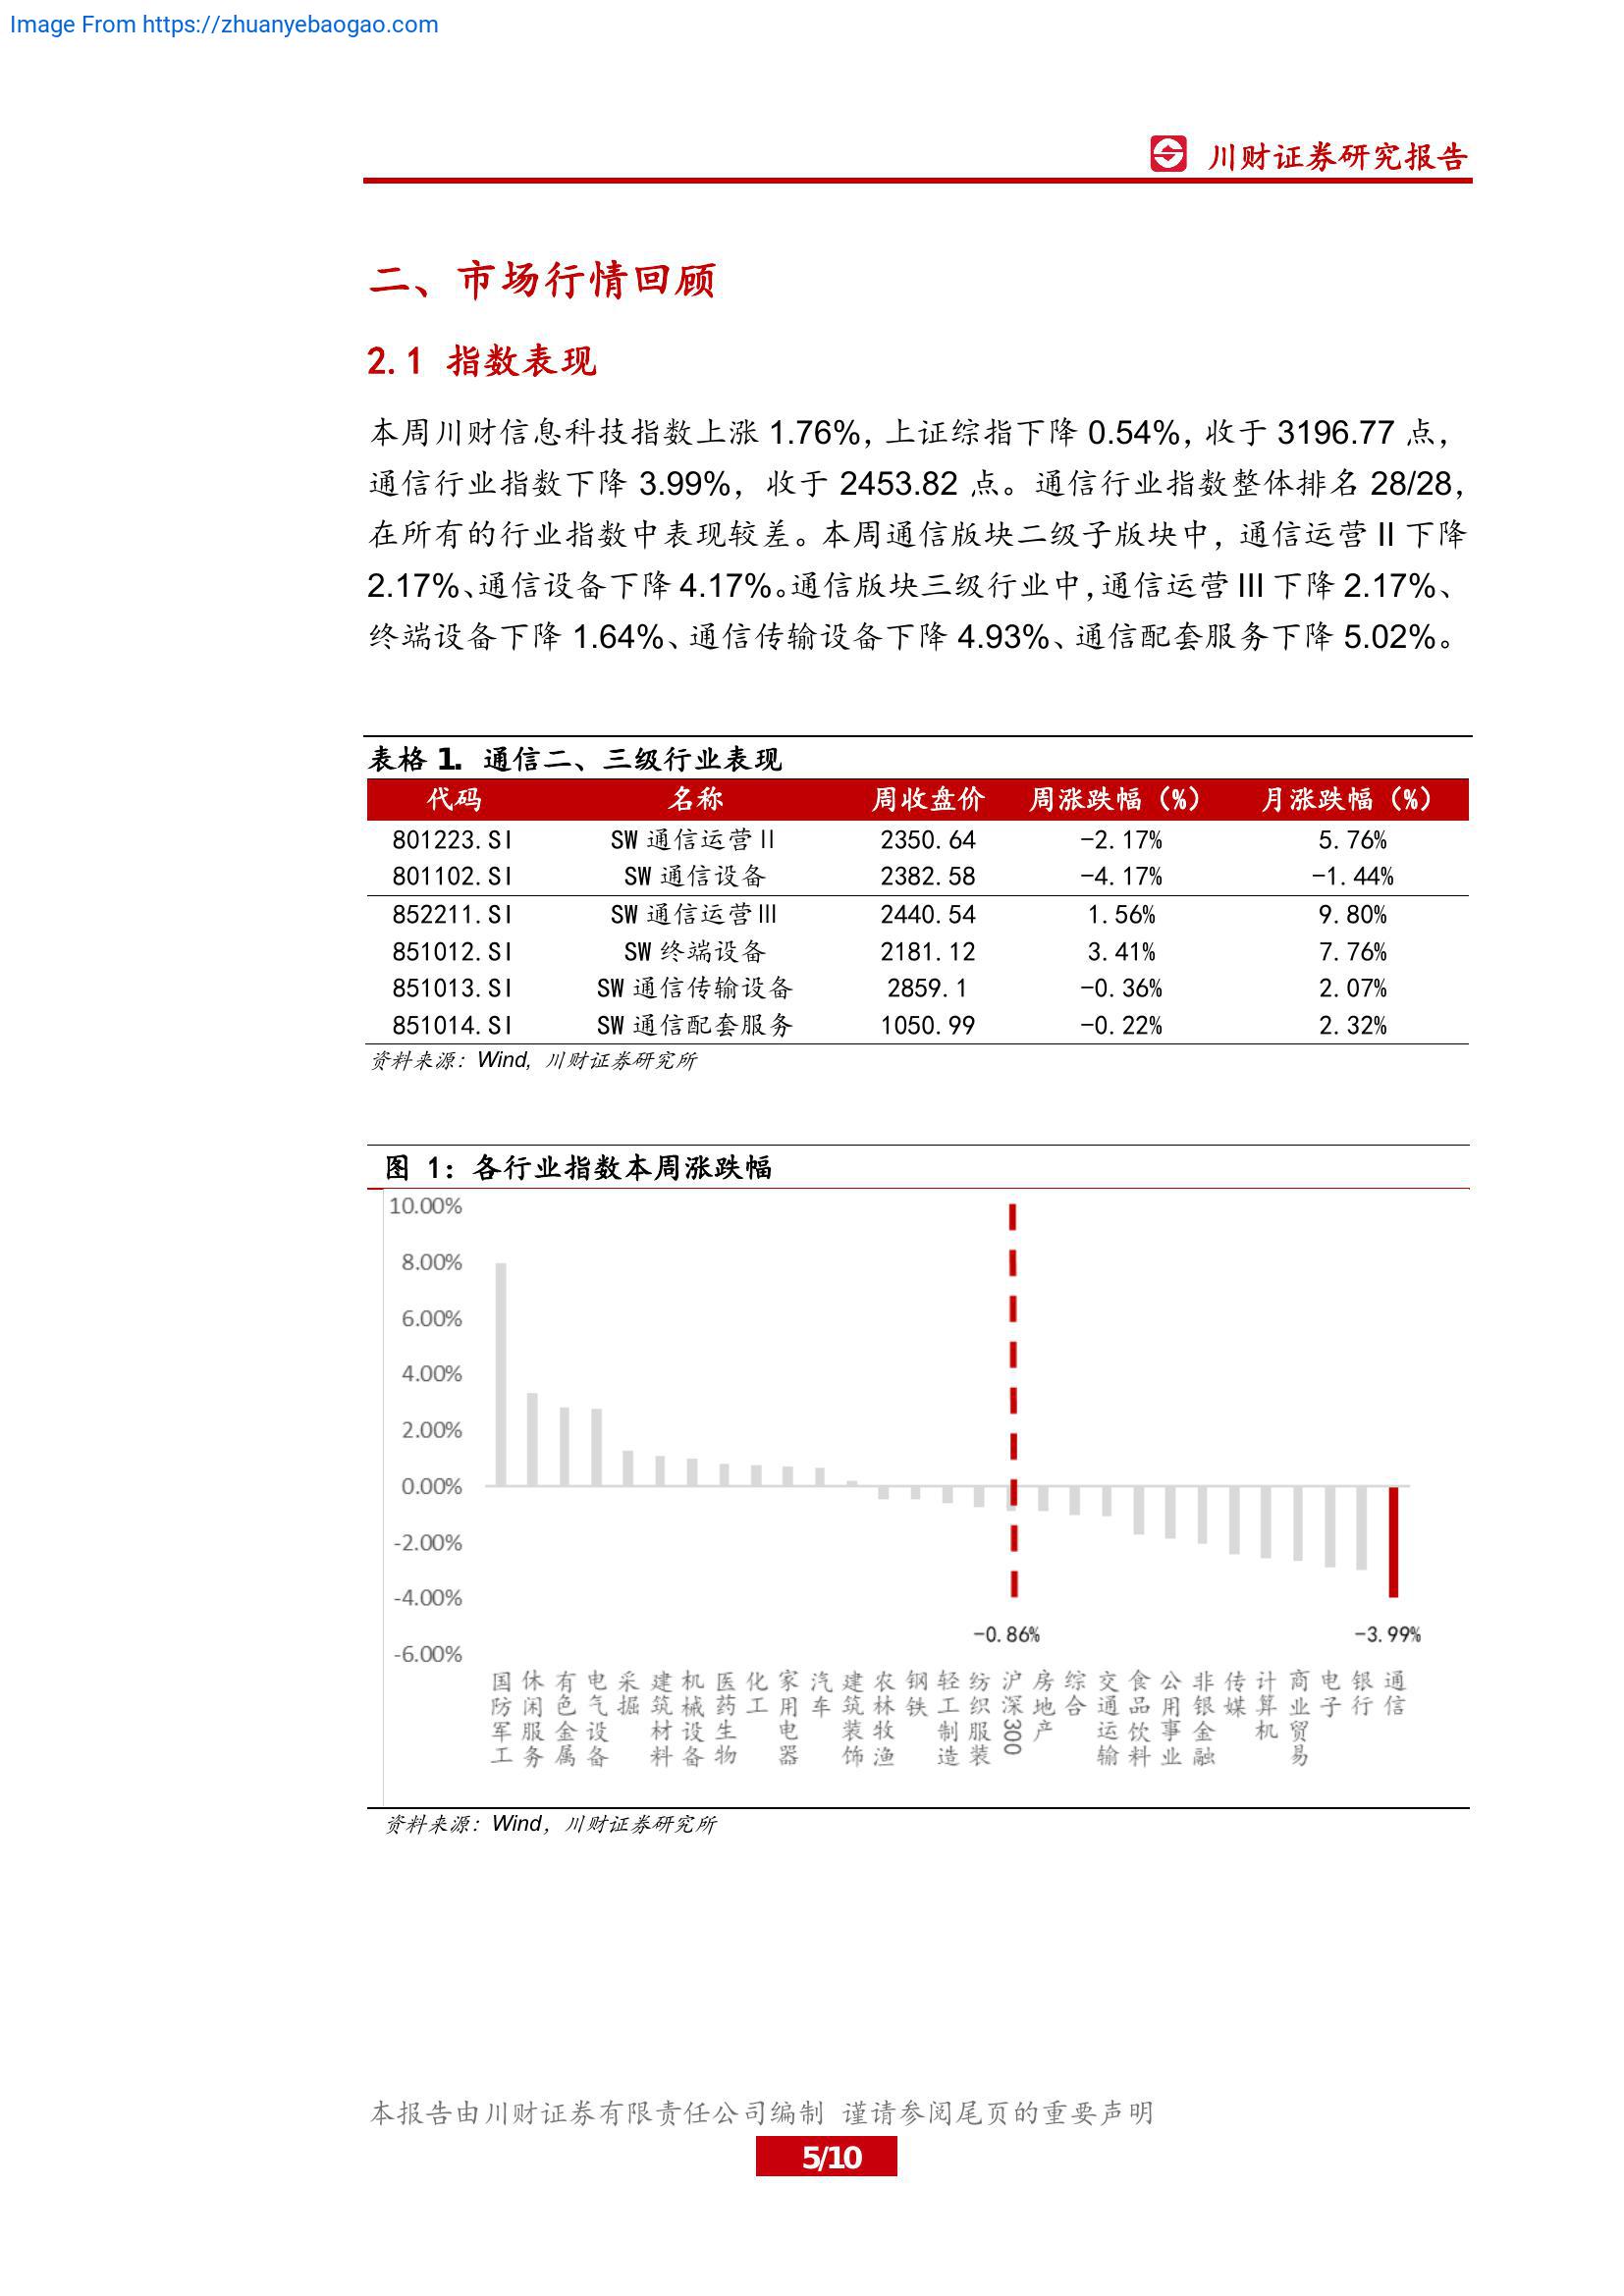 Image From https://zhuanyebaogao.com
川财证券研究报告
二、市场行情回顾
2.1 指数表现
本周川财信息科技指数上涨 1.76%，上证综指下降 0.54%，收于 3196.77 点，
通信行业指数下降 3.99%，收于 2453.82 点。通信行业指数整体排名 28/28，
在所有的行业指数中表现较差。本周通信版块二级子版块中，通信运营 II 下降
2.17%、通信设备下降 4.17%。通信版块三级行业中，通信运营 III 下降 2.17%、
终端设备下降 1.64%、通信传输设备下降 4.93%、通信配套服务下降 5.02%。
表格 1. 通信二、三级行业表现
代码 名称 周收盘价 周涨跌幅（%） 月涨跌幅（%）
801223.SI SW 通信运营Ⅱ 2350.64 -2.17% 5.76%
801102.SI SW 通信设备 2382.58 -4.17% -1.44%
852211.SI SW 通信运营Ⅲ 2440.54 1.56% 9.80%
851012.SI SW 终端设备 2181.12 3.41% 7.76%
851013.SI SW 通信传输设备 2859.1 -0.36% 2.07%
851014.SI SW 通信配套服务 1050.99 -0.22% 2.32%
资料来源：Wind, 川财证券研究所
图 1：各行业指数本周涨跌幅
10.00%
8.00%
6.00%
4.00%
2.00%
0.00%
-2.00%
-4.00%
-6.00%
-0.86%
-3.99%
国防军工
休闲服务
有色金属
电气设备
采掘
建筑材料
机械设备
医药生物
化工
家用电器
汽车
建筑装饰
农林牧渔
钢铁
轻工制造
纺织服装
沪深300
房地产
综合
交通运输
食品饮料
公用事业
非银金融
传媒
计算机
商业贸易
电子
银行
通信
资料来源：Wind，川财证券研究所
本报告由川财证券有限责任公司编制 谨请参阅尾页的重要声明
5/10